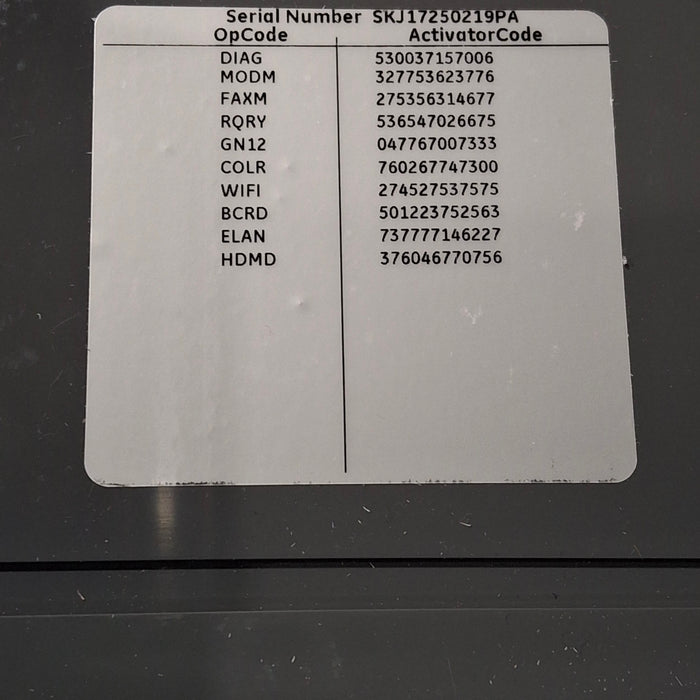 Serial Number SKJ17250219PA
OpCode ActivatorCode
DIAG 530037157006
MODM 327753623776
FAXM 275356314677
RQRY 536547026675
GN12 047767007333
COLR 760267747300
WIFI 274527537575
BCRD 501223752563
ELAN 737777146227
HDMD 376046770756